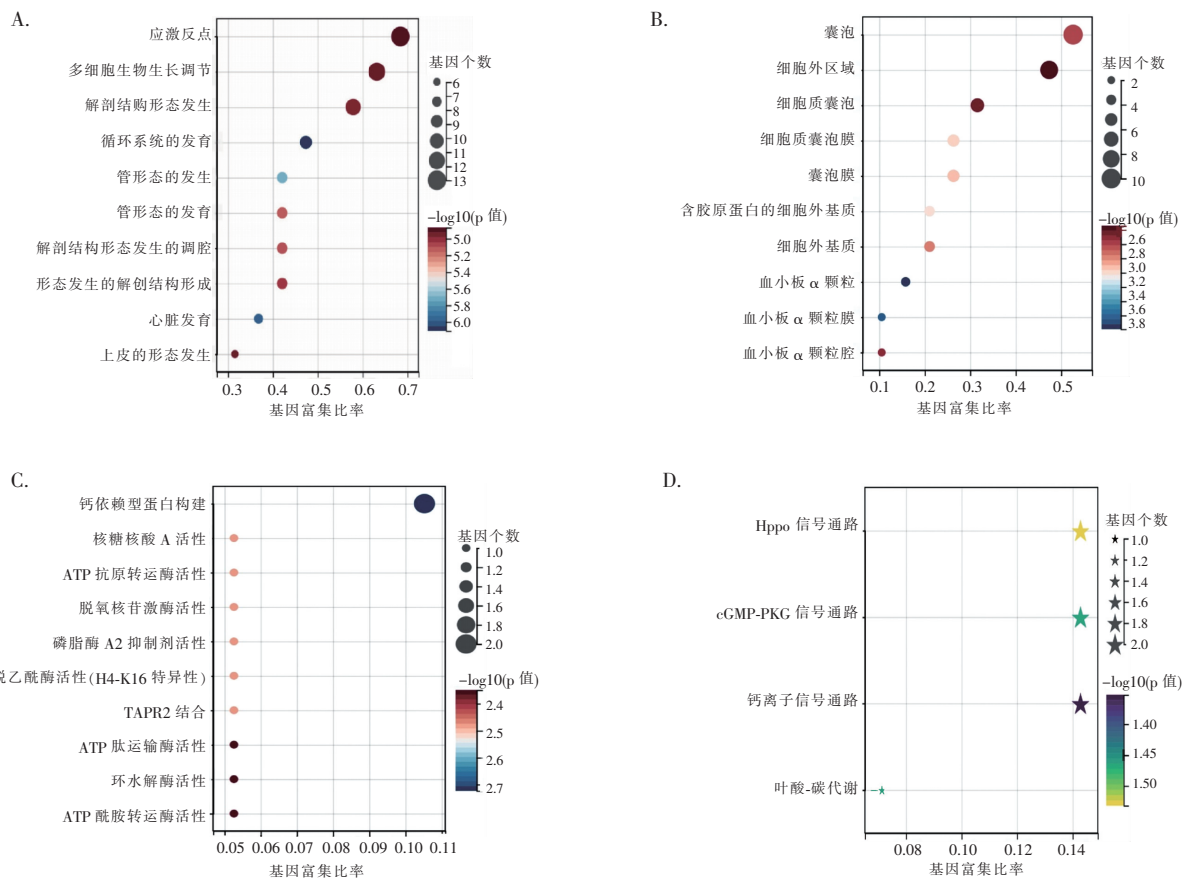 A.
应激反点
多细胞生物生长调节
解剖结购形态发生
循环系统的发育
管形态的发生
管形态的发育
解剖结构形态发生的调腔
形态发生的解创结构形成
心脏发育
上皮的形态发生
0.3 0.4 0.5 0.6 0.7
基因富集比率
基因个数
6
7
8
9
10
11
12
13
−log10(p 值)
5.0
5.2
5.4
5.6
5.8
6.0
B.
囊泡
细胞外区域
细胞质囊泡
细胞质囊泡膜
囊泡膜
含胶原蛋白的细胞外基质
细胞外基质
血小板 α 颗粒
血小板 α 颗粒膜
血小板 α 颗粒腔
0.1 0.2 0.3 0.4 0.5
基因富集比率
基因个数
2
4
6
8
10
−log10(p 值)
2.6
2.8
3.0
3.2
3.4
3.6
3.8
C.
钙依赖型蛋白构建
核糖核酸 A 活性
ATP 抗原转运酶活性
脱氧核苷激酶活性
磷脂酶 A2 抑制剂活性
脱乙酰酶活性(H4-K16 特异性)
TAPR2 结合
ATP 肽运输酶活性
环水解酶活性
ATP 酰胺转运酶活性
0.05 0.06 0.07 0.08 0.09 0.10 0.11
基因富集比率
基因个数
1.0
1.2
1.4
1.6
1.8
2.0
−log10(p 值)
2.4
2.5
2.6
2.7
D.
Hppo 信号通路
cGMP-PKG 信号通路
钙离子信号通路
叶酸-碳代谢
0.08 0.10 0.12 0.14
基因富集比率
基因个数
1.0
1.2
1.4
1.6
1.8
2.0
−log10(p 值)
1.40
1.45
1.50